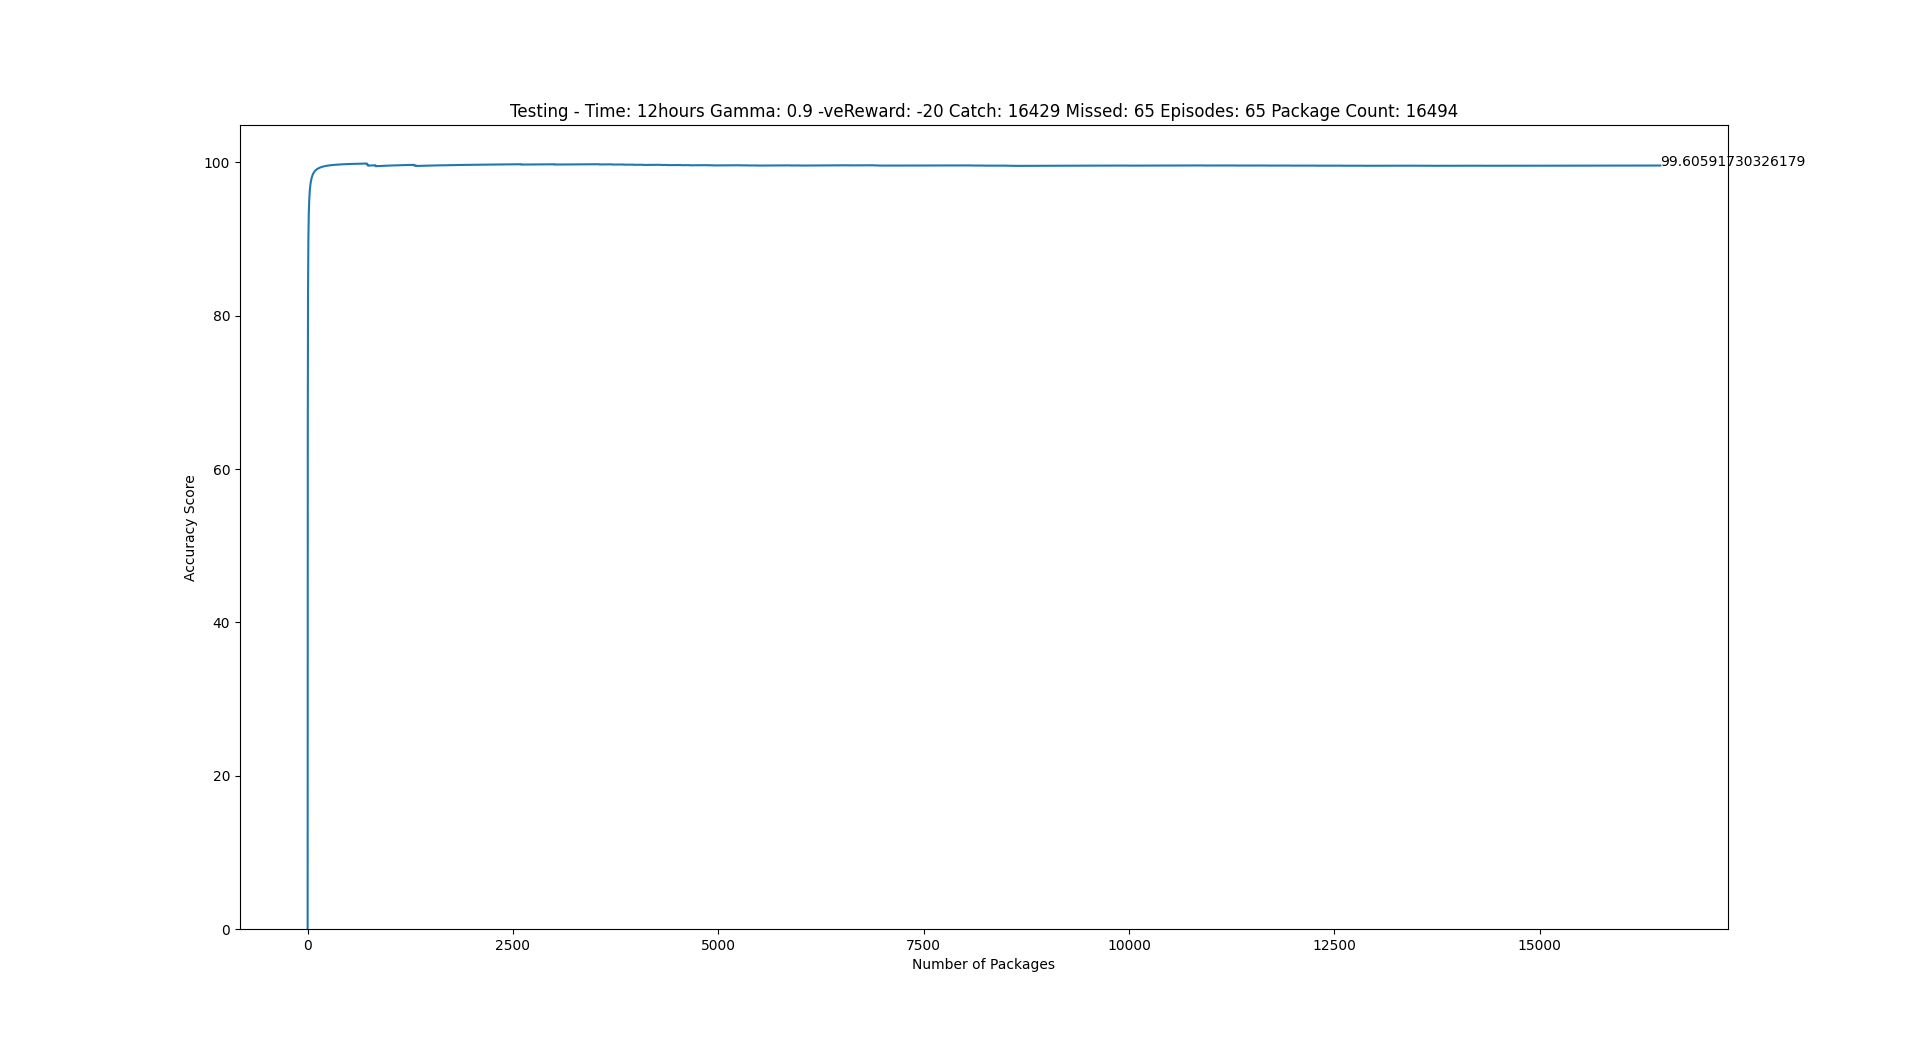 Testing - Time: 12hours Gamma: 0.9 -veReward: -20 Catch: 16429 Missed: 65 Episodes: 65 Package Count: 16494
100
99.60591730326179
80
60
Accuracy Score
40
20
0
0 2500 5000 7500 10000 12500 15000
Number of Packages